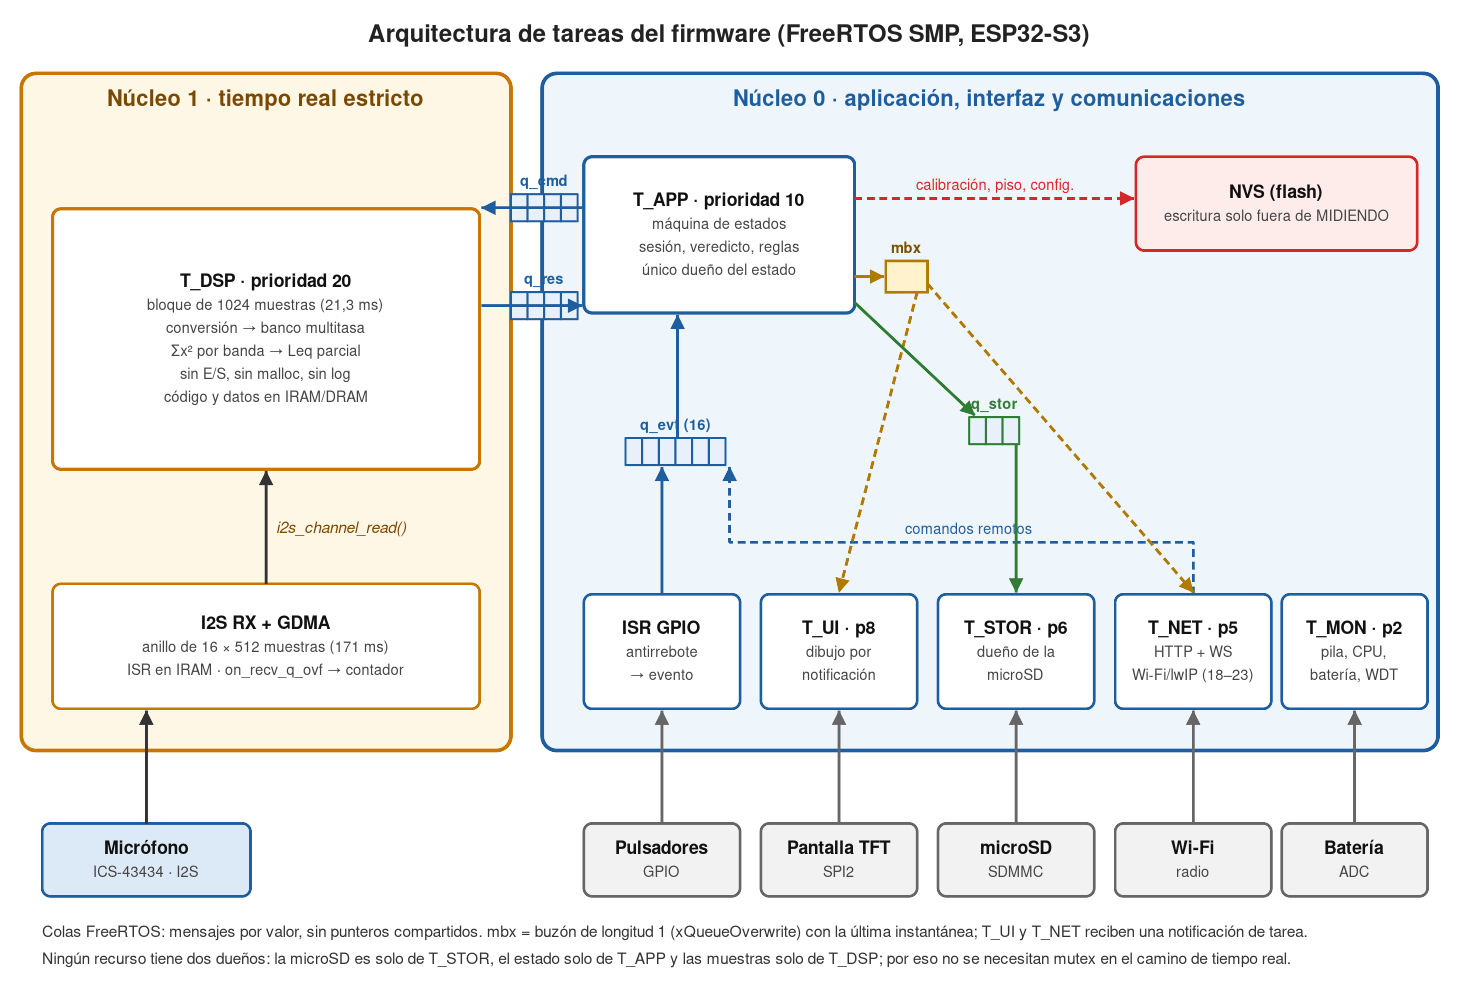 Arquitectura de tareas del firmware (FreeRTOS SMP, ESP32-S3)
Núcleo 1 · tiempo real estricto
Núcleo 0 · aplicación, interfaz y comunicaciones
T_DSP · prioridad 20
bloque de 1024 muestras (21,3 ms)
conversión → banco multitasa
Σx² por banda → Leq parcial
sin E/S, sin malloc, sin log
código y datos en IRAM/DRAM
i2s_channel_read()
I2S RX + GDMA
anillo de 16 × 512 muestras (171 ms)
ISR en IRAM · on_recv_q_ovf → contador
q_cmd
q_res
T_APP · prioridad 10
máquina de estados
sesión, veredicto, reglas
único dueño del estado
calibración, piso, config.
NVS (flash)
escritura solo fuera de MIDIENDO
mbx
q_stor
q_evt (16)
comandos remotos
ISR GPIO
antirrebote
→ evento
T_UI · p8
dibujo por
notificación
T_STOR · p6
dueño de la
microSD
T_NET · p5
HTTP + WS
Wi-Fi/lwIP (18–23)
T_MON · p2
pila, CPU,
batería, WDT
Micrófono
ICS-43434 · I2S
Pulsadores
GPIO
Pantalla TFT
SPI2
microSD
SDMMC
Wi-Fi
radio
Batería
ADC
Colas FreeRTOS: mensajes por valor, sin punteros compartidos. mbx = buzón de longitud 1 (xQueueOverwrite) con la última instantánea; T_UI y T_NET reciben una notificación de tarea.
Ningún recurso tiene dos dueños: la microSD es solo de T_STOR, el estado solo de T_APP y las muestras solo de T_DSP; por eso no se necesitan mutex en el camino de tiempo real.